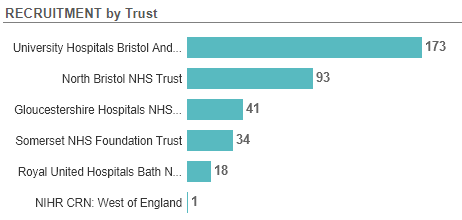 RECRUITMENT by Trust
University Hospitals Bristol And... 173
North Bristol NHS Trust 93
Gloucestershire Hospitals NHS... 41
Somerset NHS Foundation Trust 34
Royal United Hospitals Bath N... 18
NIHR CRN: West of England 1